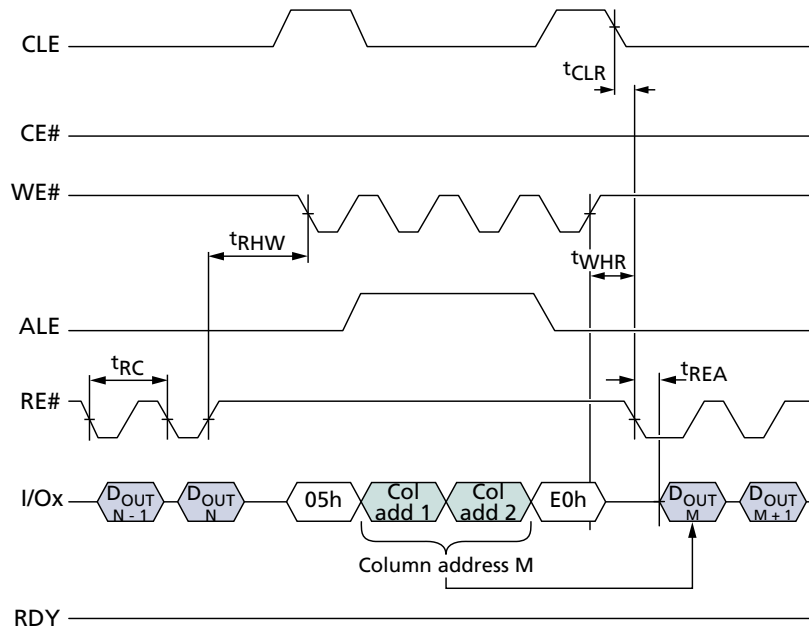 CLE
tCLR
CE#
WE#
tRHW
tWHR
ALE
tRC
tREA
RE#
I/Ox
DOUT
N - 1
DOUT
N
05h
Col
add 1
Col
add 2
E0h
DOUT
M
DOUT
M + 1
Column address M
RDY